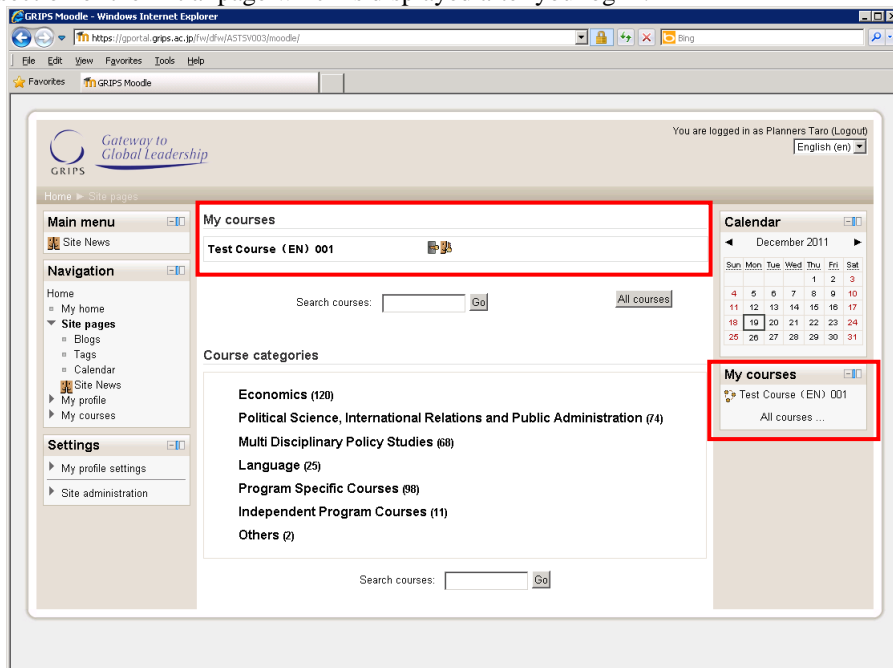 GRIPS Moodle - Windows Internet Explorer
https://gportal.grips.ac.jp/fw/dfw/ASTSV003/moodle/
Bing
File Edit View Favorites Tools Help
Favorites GRIPS Moodle
Gateway to
Global Leadership
GRIPS
You are logged in as Planners Taro (Logout)
English (en)
Home ► Site pages
Main menu
Site News
Navigation
Home
My home
Site pages
Blogs
Tags
Calendar
Site News
My profile
My courses
Settings
My profile settings
Site administration
My courses
Test Course (EN) 001
Search courses: Go All courses
Course categories
Economics (120)
Political Science, International Relations and Public Administration (74)
Multi Disciplinary Policy Studies (68)
Language (25)
Program Specific Courses (98)
Independent Program Courses (11)
Others (2)
Search courses: Go
Calendar
◄ December 2011 ►
Sun Mon Tue Wed Thu Fri Sat
1 2 3
4 5 6 7 8 9 10
11 12 13 14 15 16 17
18 19 20 21 22 23 24
25 26 27 28 29 30 31
My courses
Test Course (EN) 001
All courses ...